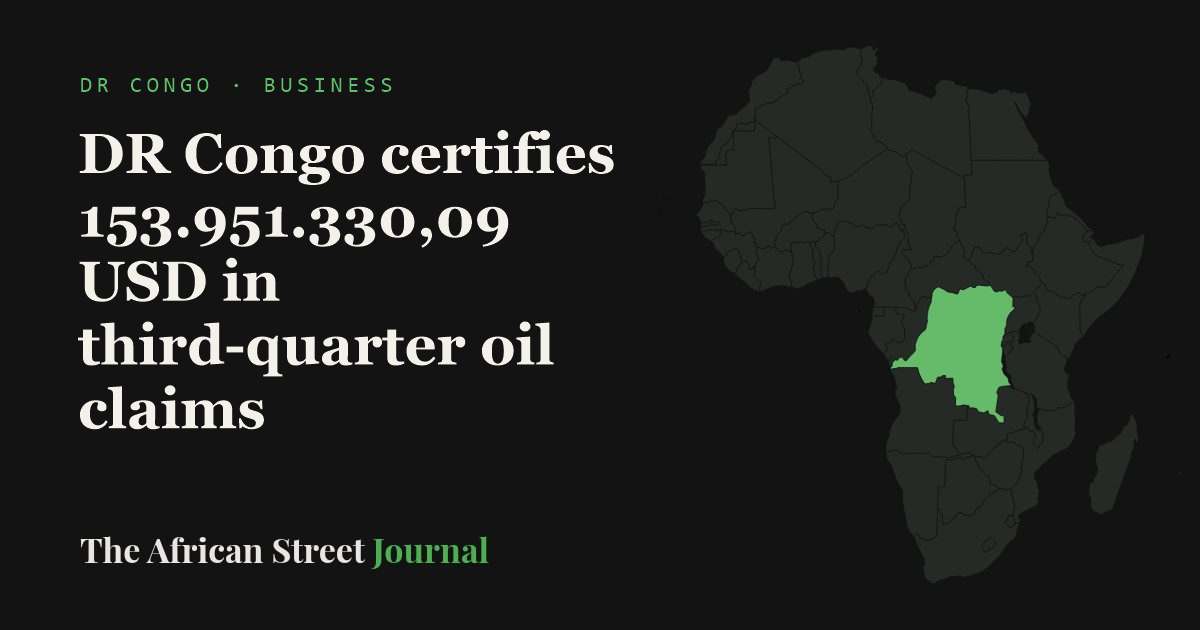 DR CONGO · BUSINESS
DR Congo certifies
153.951.330,09
USD in
third-quarter oil
claims
The African Street Journal